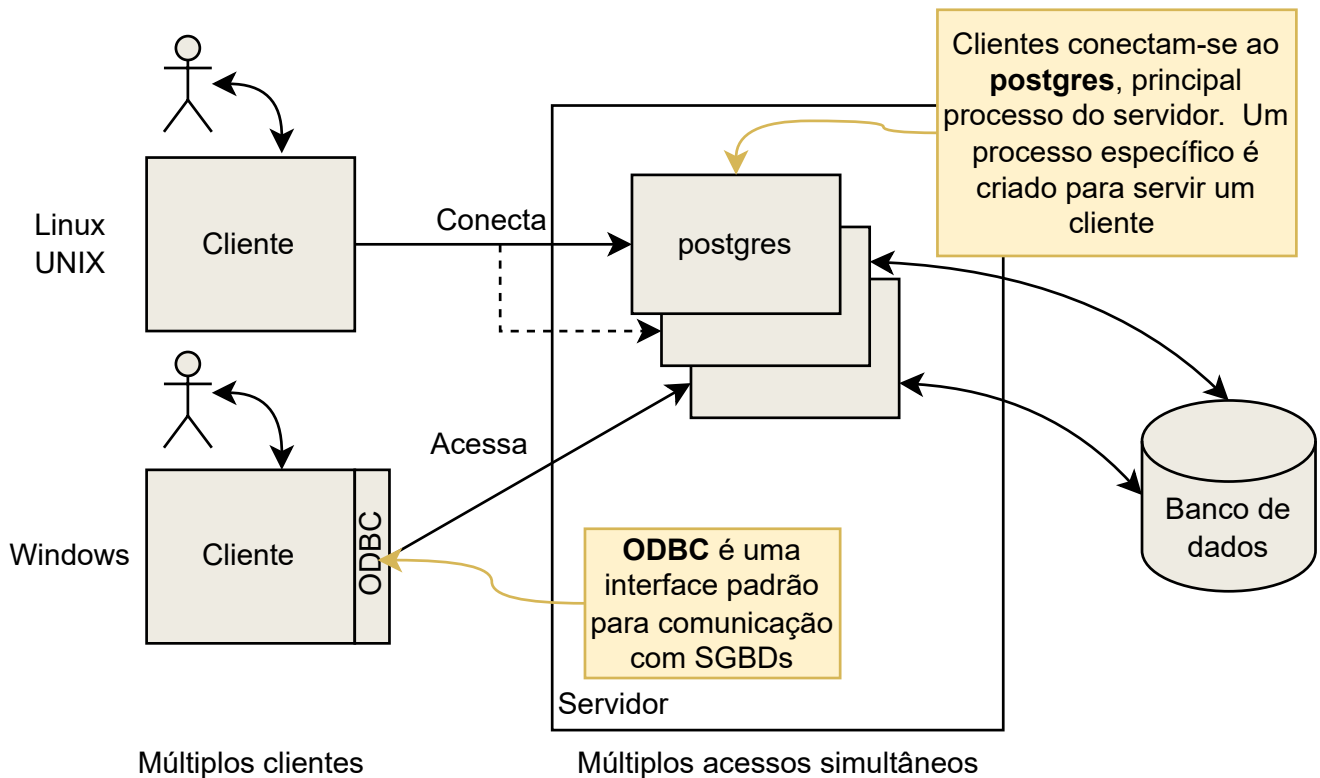 Clientes conectam-se ao
postgres, principal
processo do servidor. Um
processo específico é
criado para servir um
cliente
Linux
UNIX
Cliente
Conecta
postgres
Acessa
Windows
Cliente
ODBC
ODBC é uma
interface padrão
para comunicação
com SGBDs
Banco de
dados
Servidor
Múltiplos clientes
Múltiplos acessos simultâneos